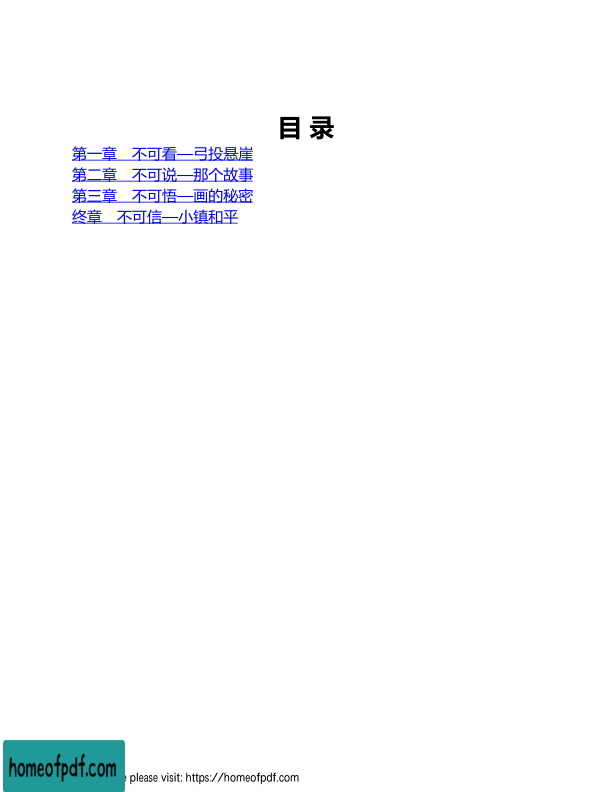 目 录
第一章　不可看—弓投悬崖
第二章　不可说—那个故事
第三章　不可悟—画的秘密
终章　不可信—小镇和平
homeofpdf.com
e please visit: https://homeofpdf.com